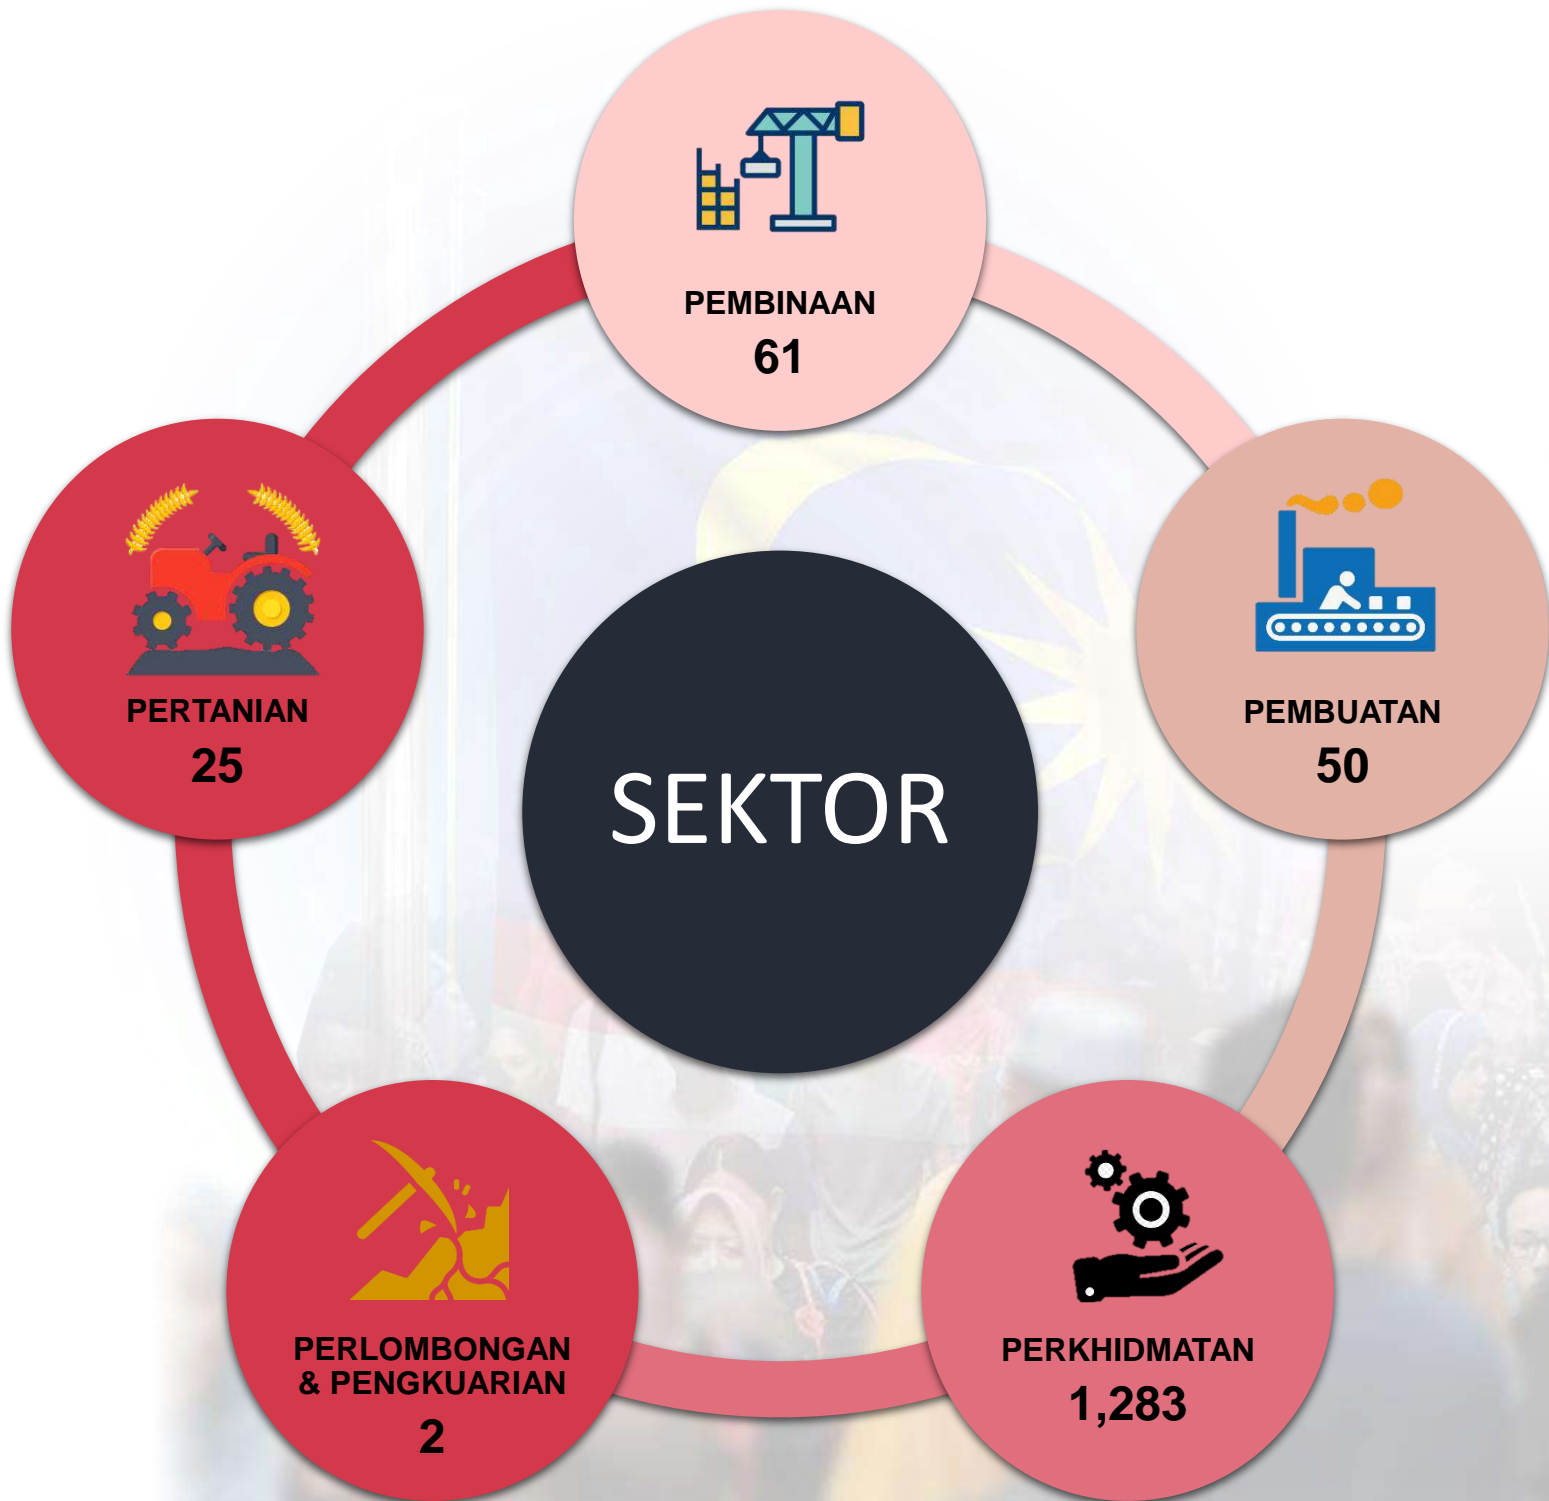 PEMBINAAN
61
PERTANIAN
25
PEMBUATAN
50
SEKTOR
PERLOMBONGAN
& PENGKUARIAN
2
PERKHIDMATAN
1,283